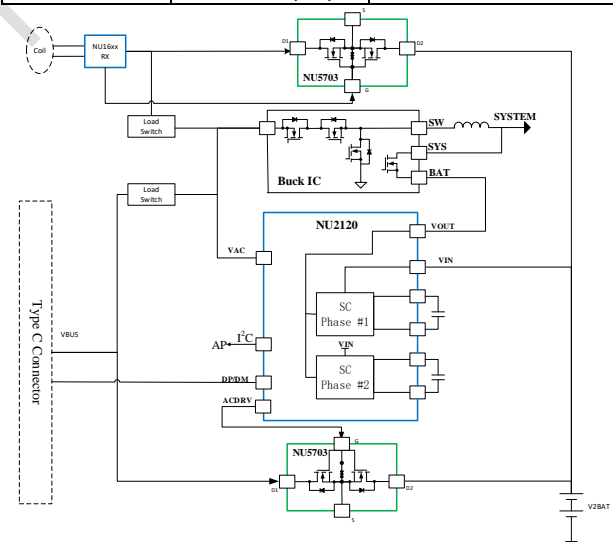 S
Coil
NU16xx
RX
D1
D2
NU5703
G
Load
Switch
SW
SYSTEM
SYS
BAT
Buck IC
Load
Switch
NU2120
VOUT
VAC
VIN
SC
Phase #1
Type C Connector
VBUS
AP
I²C
VIN
SC
Phase #2
DP/DM
ACDRV
G
NU5703
D1
D2
S
V2BAT